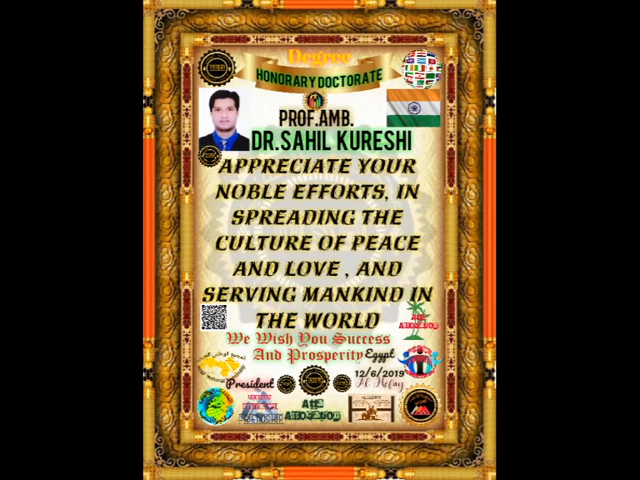 Degree
HONORARY DOCTORATE
PROF.AMB.
DR.SAHIL KURESHI
APPRECIATE YOUR
NOBLE EFFORTS, IN
SPREADING THE
CULTURE OF PEACE
AND LOVE , AND
SERVING MANKIND IN
THE WORLD
We Wish You Success
And Prosperity
Egypt
12/6/2019
President